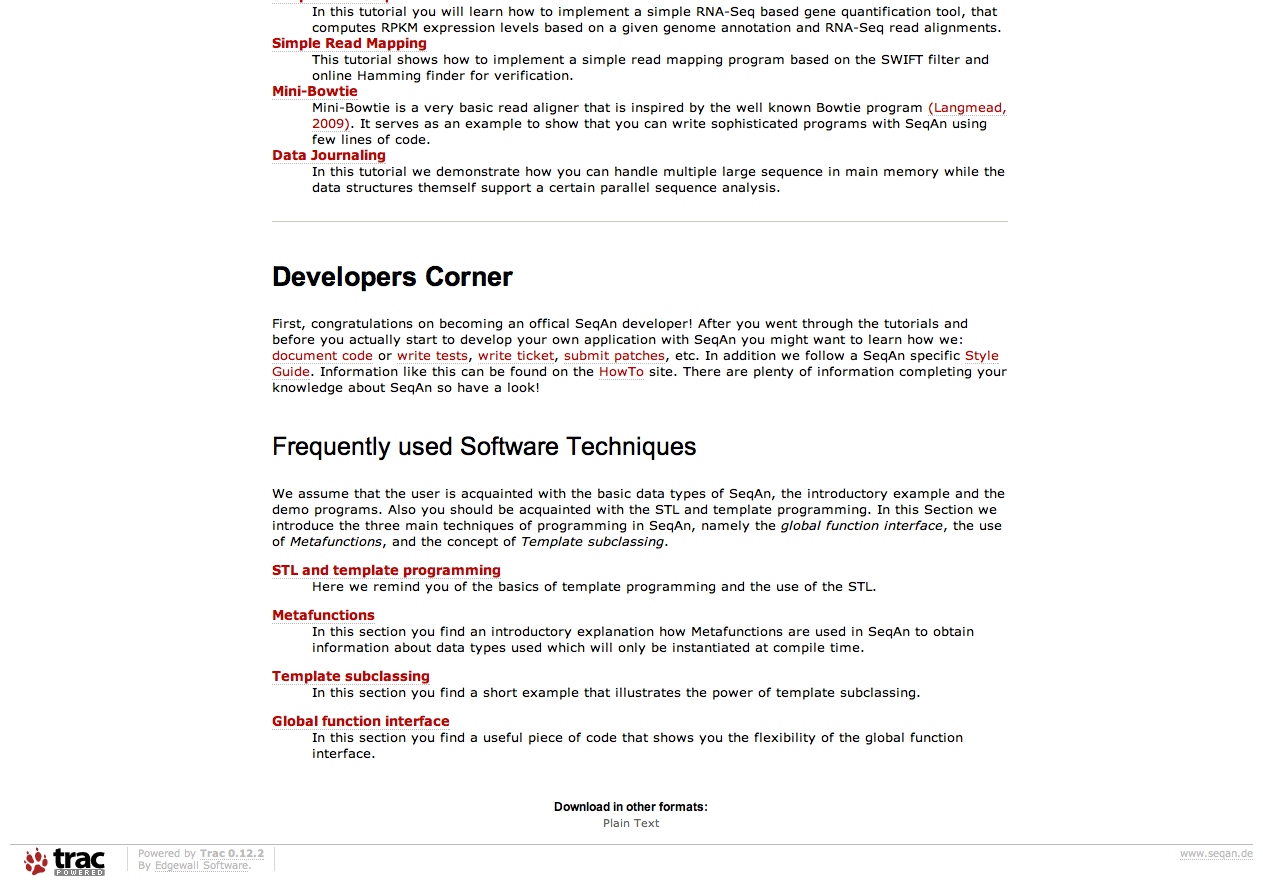 In this tutorial you will learn how to implement a simple RNA-Seq based gene quantification tool, that
computes RPKM expression levels based on a given genome annotation and RNA-Seq read alignments.
Simple Read Mapping
This tutorial shows how to implement a simple read mapping program based on the SWIFT filter and
online Hamming finder for verification.
Mini-Bowtie
Mini-Bowtie is a very basic read aligner that is inspired by the well known Bowtie program (Langmead,
2009). It serves as an example to show that you can write sophisticated programs with SeqAn using
few lines of code.
Data Journaling
In this tutorial we demonstrate how you can handle multiple large sequence in main memory while the
data structures themself support a certain parallel sequence analysis.
Developers Corner
First, congratulations on becoming an offical SeqAn developer! After you went through the tutorials and
before you actually start to develop your own application with SeqAn you might want to learn how we:
document code or write tests, write ticket, submit patches, etc. In addition we follow a SeqAn specific Style
Guide. Information like this can be found on the HowTo site. There are plenty of information completing your
knowledge about SeqAn so have a look!
Frequently used Software Techniques
We assume that the user is acquainted with the basic data types of SeqAn, the introductory example and the
demo programs. Also you should be acquainted with the STL and template programming. In this Section we
introduce the three main techniques of programming in SeqAn, namely the global function interface, the use
of Metafunctions, and the concept of Template subclassing.
STL and template programming
Here we remind you of the basics of template programming and the use of the STL.
Metafunctions
In this section you find an introductory explanation how Metafunctions are used in SeqAn to obtain
information about data types used which will only be instantiated at compile time.
Template subclassing
In this section you find a short example that illustrates the power of template subclassing.
Global function interface
In this section you find a useful piece of code that shows you the flexibility of the global function
interface.
Download in other formats:
Plain Text
trac
POWERED
Powered by Trac 0.12.2
By Edgewall Software.
www.seqan.de